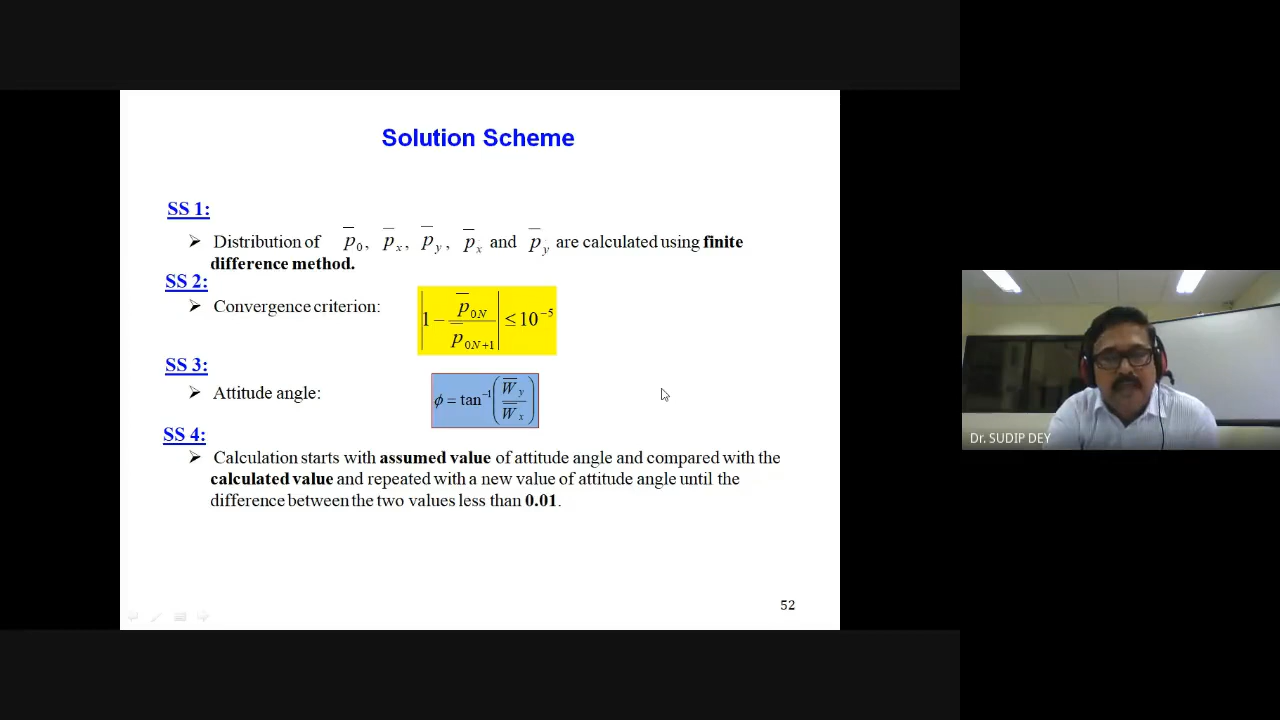 Solution Scheme
SS 1:
➢ Distribution of p̅₀, p̅ₓ, p̅ᵧ, p̅ₓ and p̅ᵧ are calculated using finite
difference method.
SS 2:
➢ Convergence criterion: |1 − p̅₀N / p̅₀N+1| ≤ 10⁻⁵
SS 3:
➢ Attitude angle: ϕ = tan⁻¹(W̅ᵧ / W̅ₓ)
SS 4:
➢ Calculation starts with assumed value of attitude angle and compared with the
calculated value and repeated with a new value of attitude angle until the
difference between the two values less than 0.01.
52
Dr. SUDIP DEY